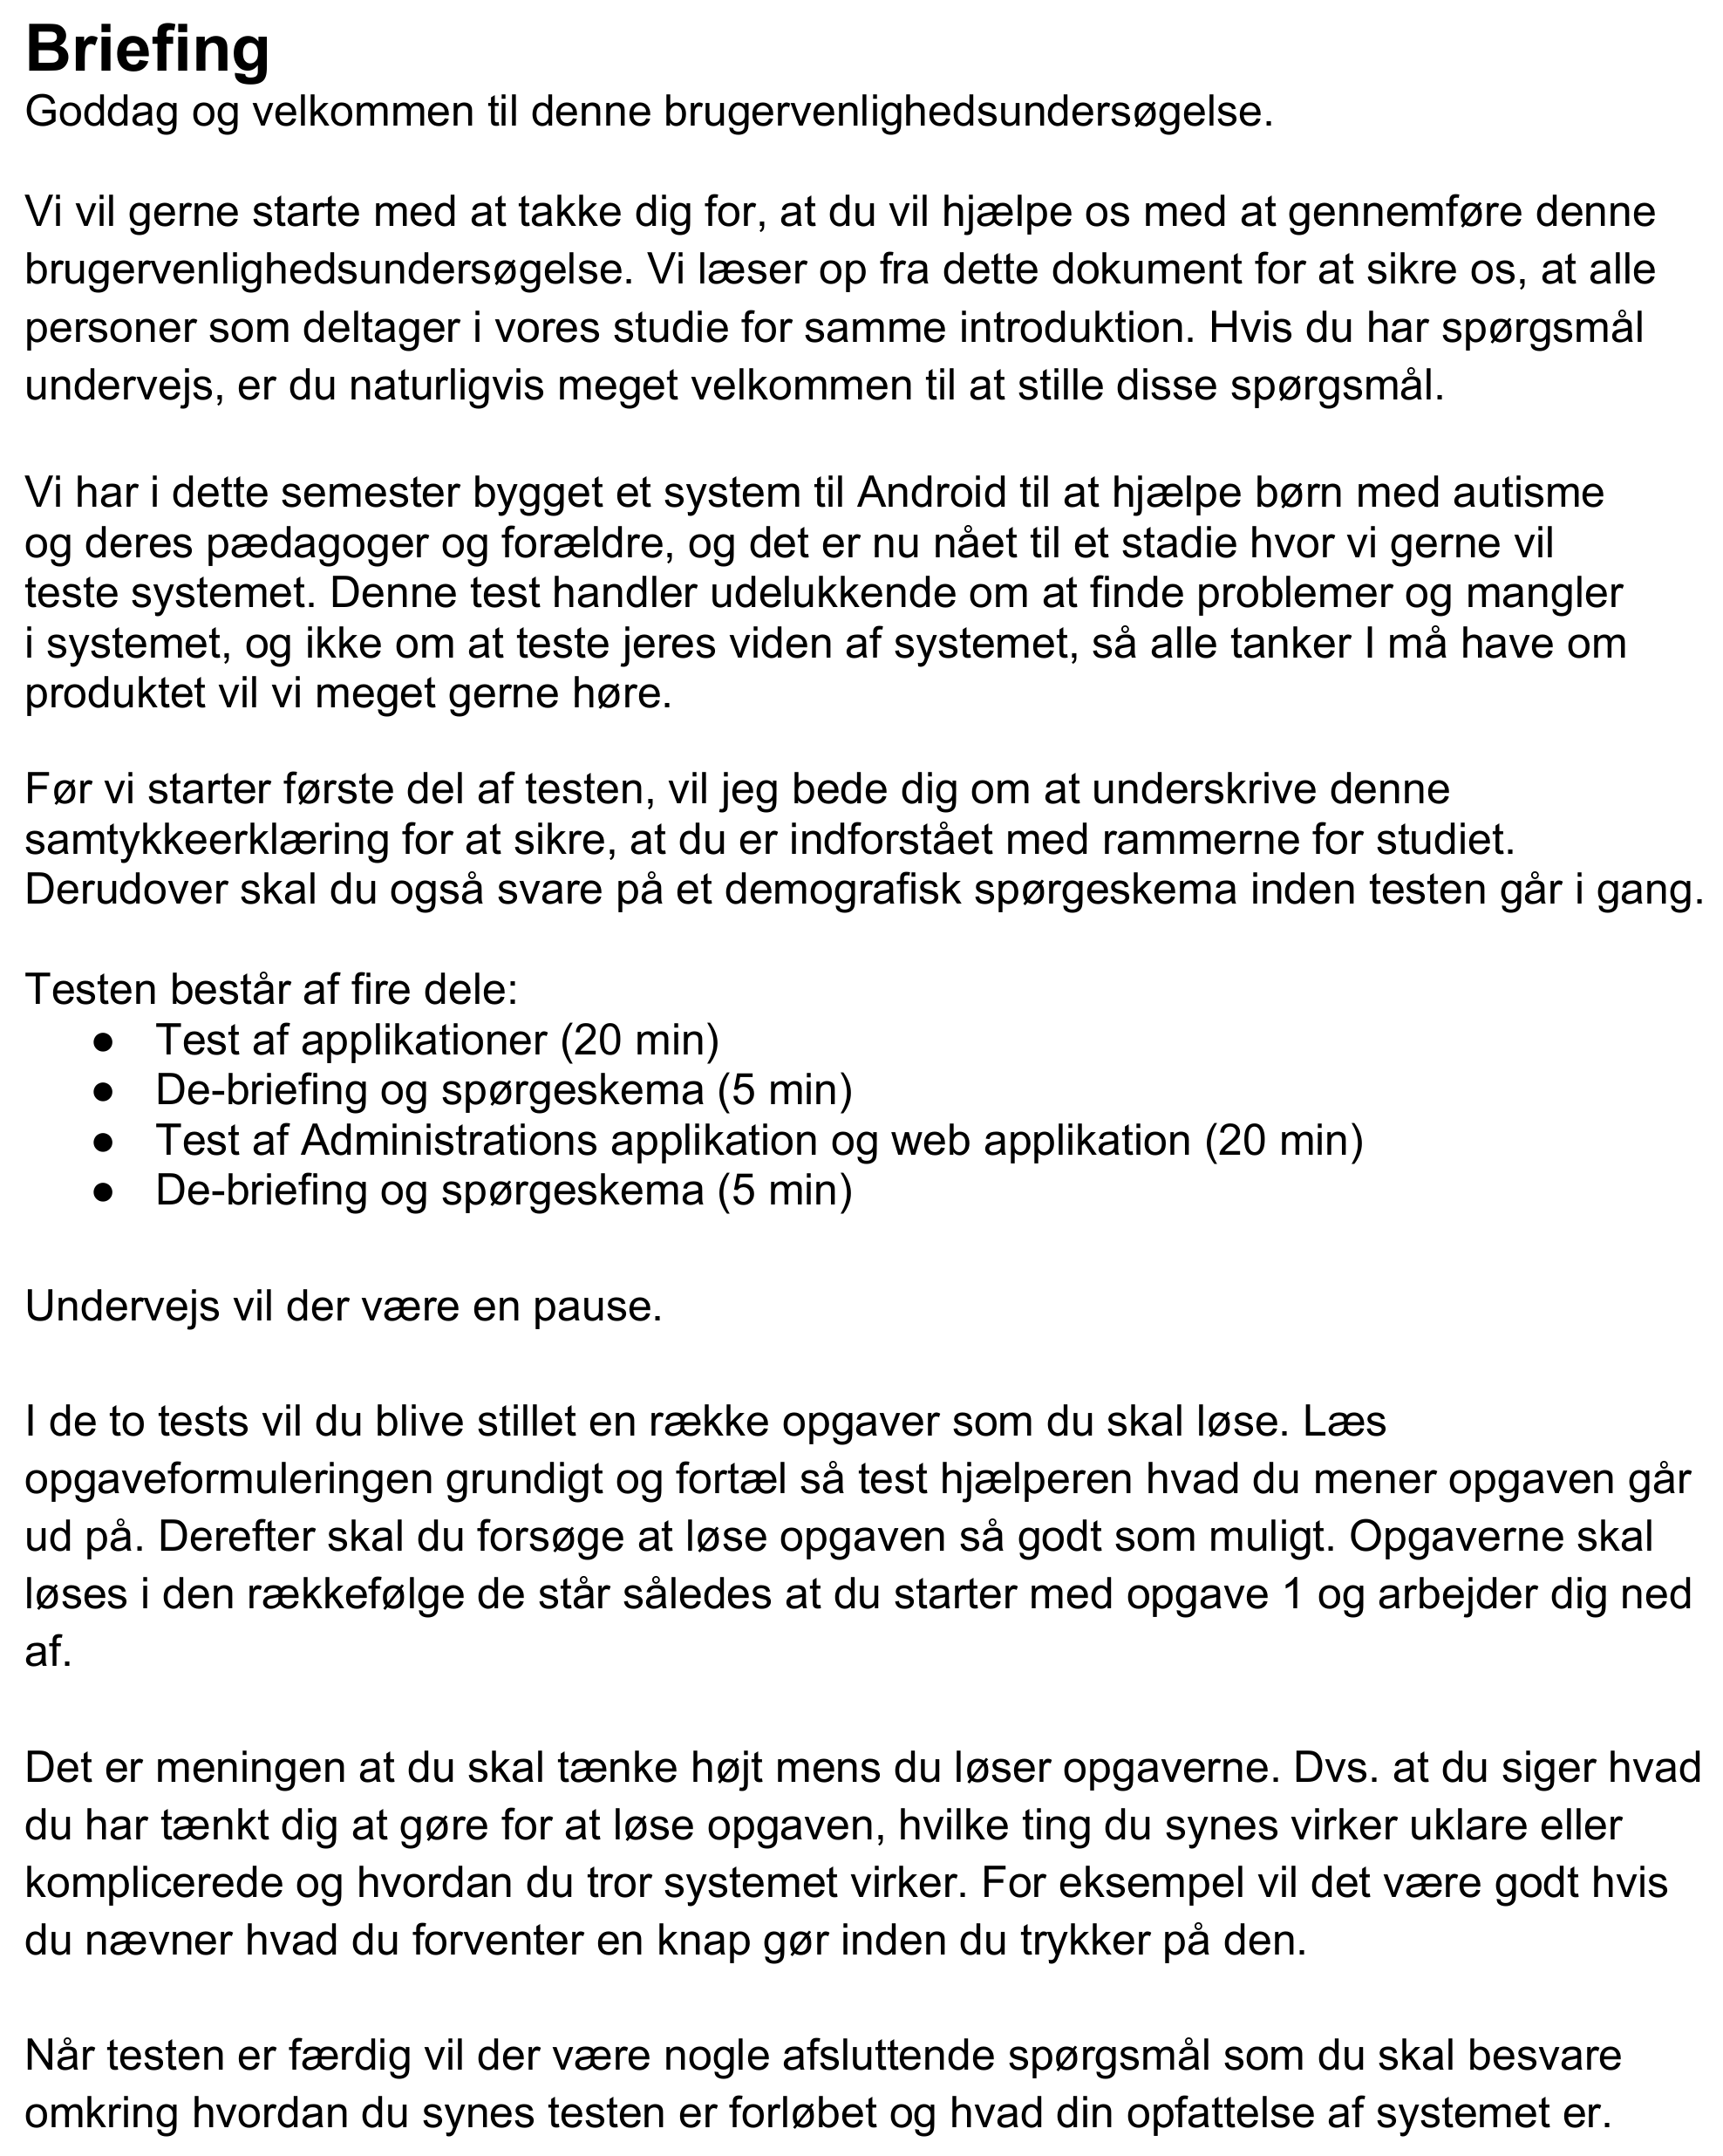 Briefing
Goddag og velkommen til denne brugervenlighedsundersøgelse.
Vi vil gerne starte med at takke dig for, at du vil hjælpe os med at gennemføre denne
brugervenlighedsundersøgelse. Vi læser op fra dette dokument for at sikre os, at alle
personer som deltager i vores studie for samme introduktion. Hvis du har spørgsmål
undervejs, er du naturligvis meget velkommen til at stille disse spørgsmål.
Vi har i dette semester bygget et system til Android til at hjælpe børn med autisme
og deres pædagoger og forældre, og det er nu nået til et stadie hvor vi gerne vil
teste systemet. Denne test handler udelukkende om at finde problemer og mangler
i systemet, og ikke om at teste jeres viden af systemet, så alle tanker I må have om
produktet vil vi meget gerne høre.
Før vi starter første del af testen, vil jeg bede dig om at underskrive denne
samtykkeerklæring for at sikre, at du er indforstået med rammerne for studiet.
Derudover skal du også svare på et demografisk spørgeskema inden testen går i gang.
Testen består af fire dele:
● Test af applikationer (20 min)
● De-briefing og spørgeskema (5 min)
● Test af Administrations applikation og web applikation (20 min)
● De-briefing og spørgeskema (5 min)
Undervejs vil der være en pause.
I de to tests vil du blive stillet en række opgaver som du skal løse. Læs
opgaveformuleringen grundigt og fortæl så test hjælperen hvad du mener opgaven går
ud på. Derefter skal du forsøge at løse opgaven så godt som muligt. Opgaverne skal
løses i den rækkefølge de står således at du starter med opgave 1 og arbejder dig ned
af.
Det er meningen at du skal tænke højt mens du løser opgaverne. Dvs. at du siger hvad
du har tænkt dig at gøre for at løse opgaven, hvilke ting du synes virker uklare eller
komplicerede og hvordan du tror systemet virker. For eksempel vil det være godt hvis
du nævner hvad du forventer en knap gør inden du trykker på den.
Når testen er færdig vil der være nogle afsluttende spørgsmål som du skal besvare
omkring hvordan du synes testen er forløbet og hvad din opfattelse af systemet er.